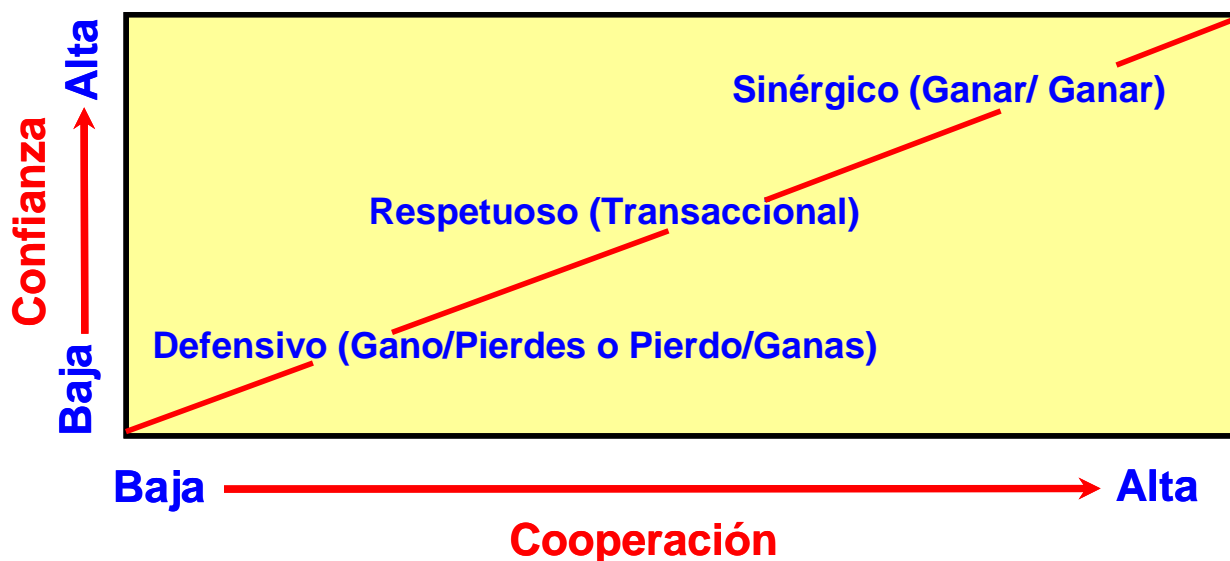 Alta
Sinérgico (Ganar/ Ganar)
Confianza
Respetuoso (Transaccional)
Defensivo (Gano/Pierdes o Pierdo/Ganas)
Baja
Baja
Alta
Cooperación